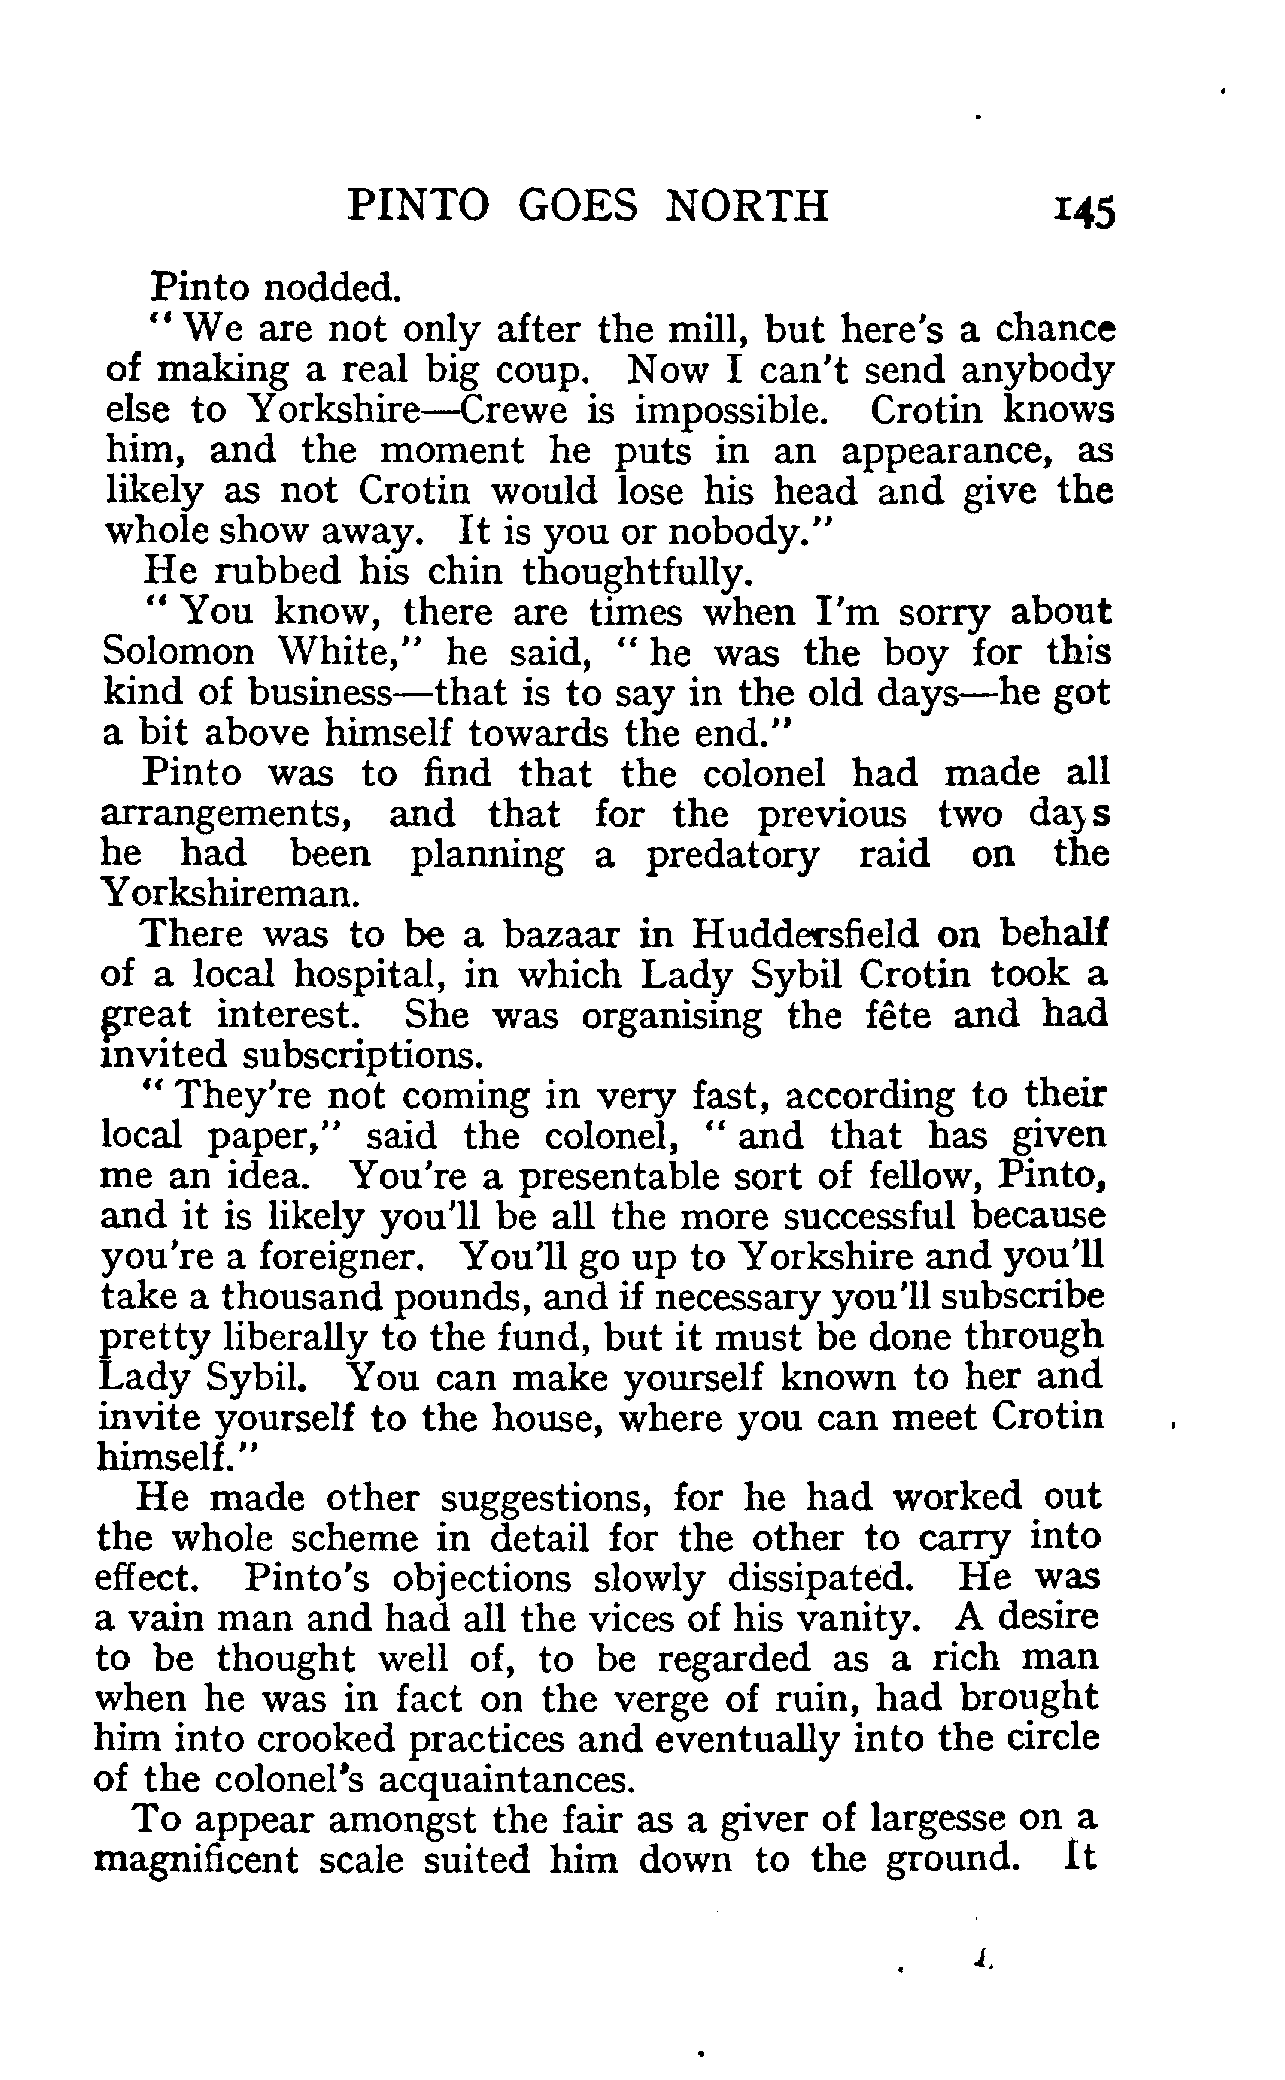 PINTO GOES NORTH 145
Pinto nodded.
"We are not only after the mill, but here's a chance
of making a real big coup. Now I can't send anybody
else to Yorkshire—Crewe is impossible. Crotin knows
him, and the moment he puts in an appearance, as
likely as not Crotin would lose his head and give the
whole show away. It is you or nobody."
He rubbed his chin thoughtfully.
"You know, there are times when I'm sorry about
Solomon White," he said, "he was the boy for this
kind of business—that is to say in the old days—he got
a bit above himself towards the end."
Pinto was to find that the colonel had made all
arrangements, and that for the previous two days
he had been planning a predatory raid on the
Yorkshireman.
There was to be a bazaar in Huddersfield on behalf
of a local hospital, in which Lady Sybil Crotin took a
great interest. She was organising the fête and had
invited subscriptions.
"They're not coming in very fast, according to their
local paper," said the colonel, "and that has given
me an idea. You're a presentable sort of fellow, Pinto,
and it is likely you'll be all the more successful because
you're a foreigner. You'll go up to Yorkshire and you'll
take a thousand pounds, and if necessary you'll subscribe
pretty liberally to the fund, but it must be done through
Lady Sybil. You can make yourself known to her and
invite yourself to the house, where you can meet Crotin
himself."
He made other suggestions, for he had worked out
the whole scheme in detail for the other to carry into
effect. Pinto's objections slowly dissipated. He was
a vain man and had all the vices of his vanity. A desire
to be thought well of, to be regarded as a rich man
when he was in fact on the verge of ruin, had brought
him into crooked practices and eventually into the circle
of the colonel's acquaintances.
To appear amongst the fair as a giver of largesse on a
magnificent scale suited him down to the ground. It